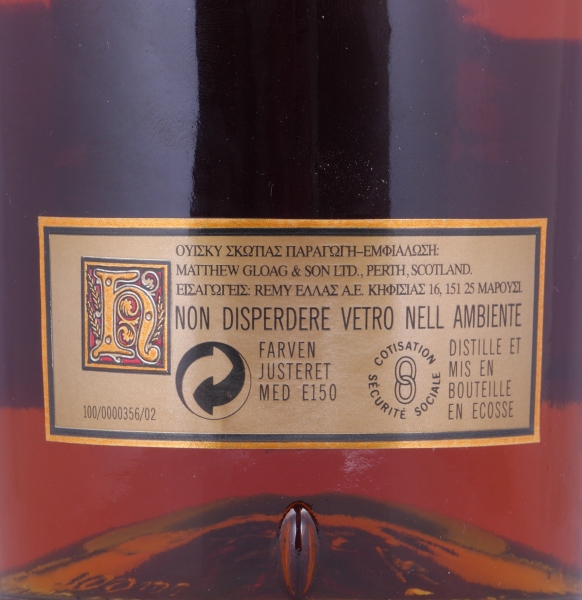 ΟΥΙΣΚΥ ΣΚΩΤΙΑΣ ΠΑΡΑΓΩΓΗ–ΕΜΦΙΑΛΩΣΗ:
MATTHEW GLOAG & SON LTD., PERTH, SCOTLAND.
ΕΙΣΑΓΩΓΕΙΣ: REMY ΕΛΛΑΣ Α.Ε. ΚΗΦΙΣΙΑΣ 16, 151 25 ΜΑΡΟΥΣΙ
NON DISPERDERE VETRO NELL AMBIENTE
FARVEN
JUSTERET
MED E150
COTISATION
SÉCURITÉ SOCIALE
DISTILLE ET
MIS EN
BOUTEILLE
EN ECOSSE
100/0000356/02